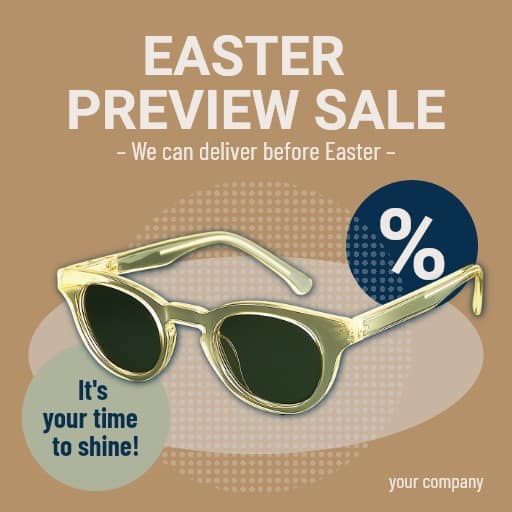 EASTER
PREVIEW SALE
– We can deliver before Easter –
%
It's
your time
to shine!
your company